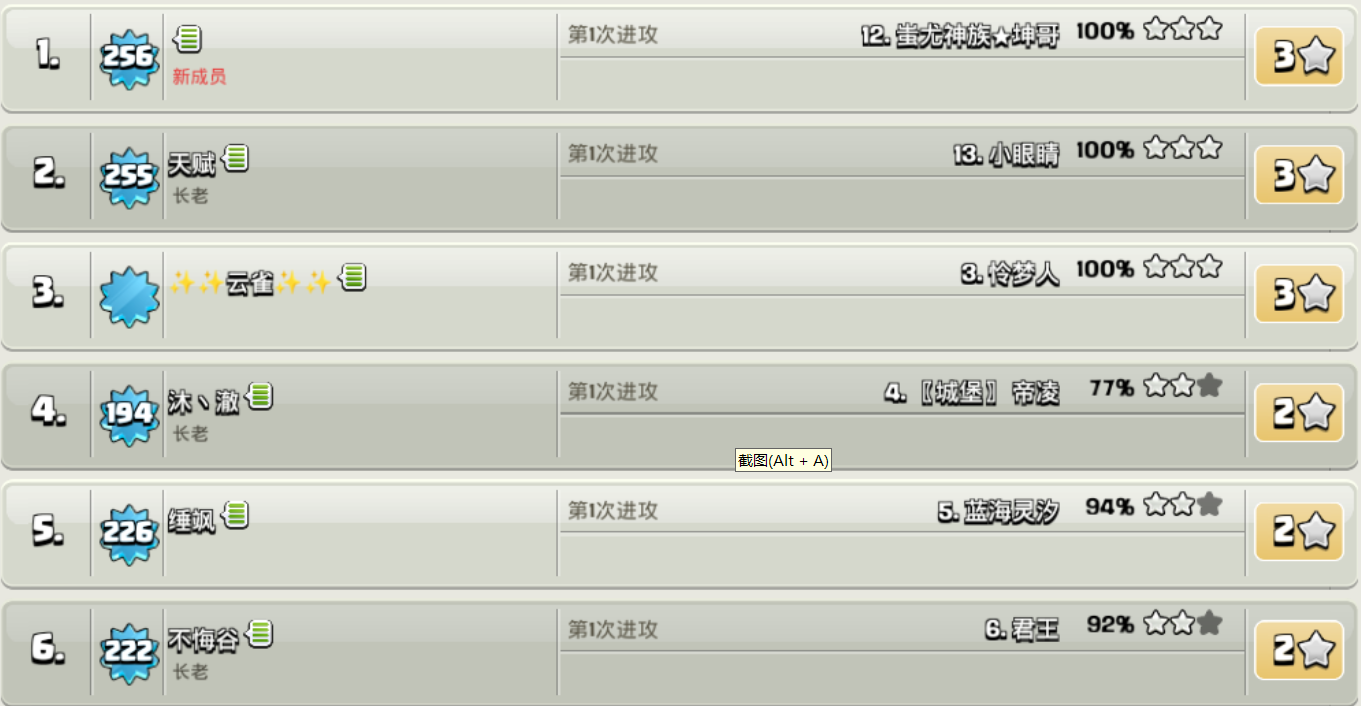 1. 256 第1次进攻 12. 蚩尤神族★坤哥 100% 3
新成员
2. 255 天赋 第1次进攻 13. 小眼睛 100% 3
长老
3. ✨✨云雀✨✨ 第1次进攻 3. 怜梦人 100% 3
4. 194 沐丶澈 第1次进攻 4. 〖城堡〗 帝凌 77% 2
长老
截图(Alt + A)
5. 226 缍飒 第1次进攻 5. 蓝海灵汐 94% 2
6. 222 不悔谷 第1次进攻 6. 君王 92% 2
长老